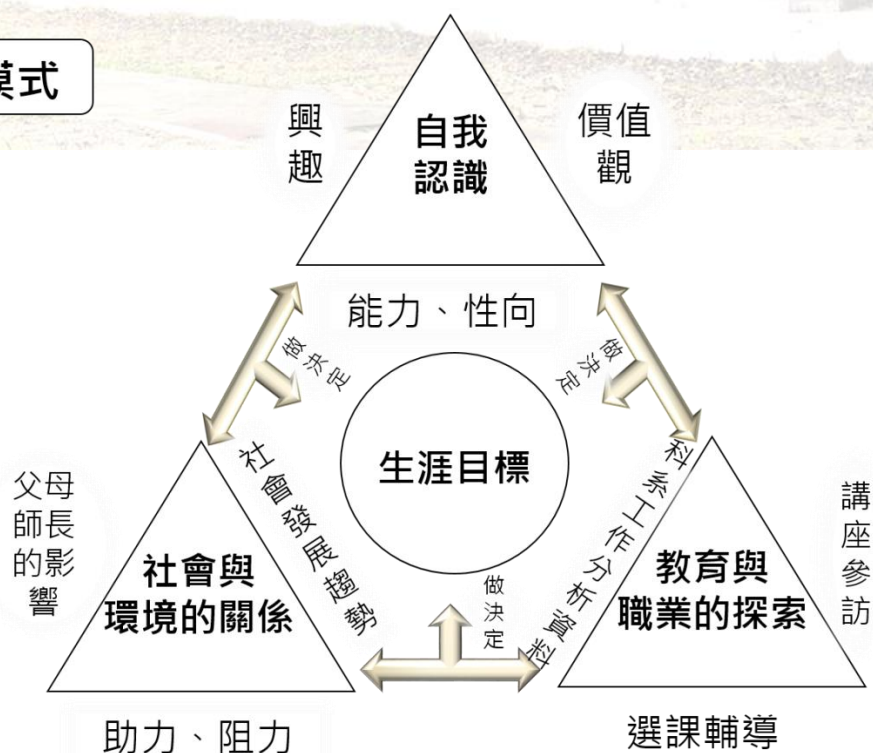 模式
興
趣
自我
認識
價值
觀
能力、性向
做決定
做決定
生涯目標
社會發展趨勢
科系工作分析資料
父母
師長
的影
響
社會與
環境的關係
做決定
教育與
職業的探索
講
座
參
訪
助力、阻力
選課輔導